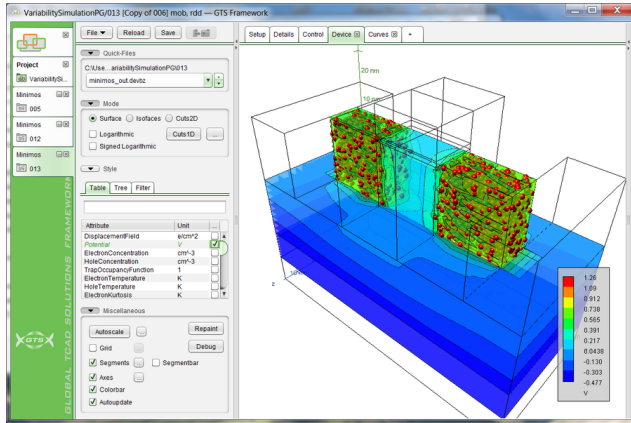 VariabilitySimulationPG/013 [Copy of 006] mob, rdd — GTS Framework
File Reload Save
Setup Details Control Device Curves +
Project
VariabilitySi...
Minimos
005
Minimos
012
Minimos
013
GLOBAL TCAD SOLUTIONS FRAMEWORK
GTS
Quick-Files
C:\Use...ariabilitySimulationPG\013
minimos_out.devbz
Mode
Surface Isofaces Cuts2D
Logarithmic Cuts1D ...
Signed Logarithmic
Style
Table Tree Filter
Attribute Unit ...
DisplacementField e/cm^2
Potential V
ElectronConcentration cm^-3
HoleConcentration cm^-3
TrapOccupancyFunction 1
ElectronTemperature K
HoleTemperature K
ElectronKurtosis K
Miscellaneous
Autoscale ... Repaint
Grid ... Debug
Segments ... Segmentbar
Axes ...
Colorbar
Autoupdate
20 nm
10 nm
z
1.26
1.09
0.912
0.738
0.565
0.391
0.217
0.0438
-0.130
-0.303
-0.477
V